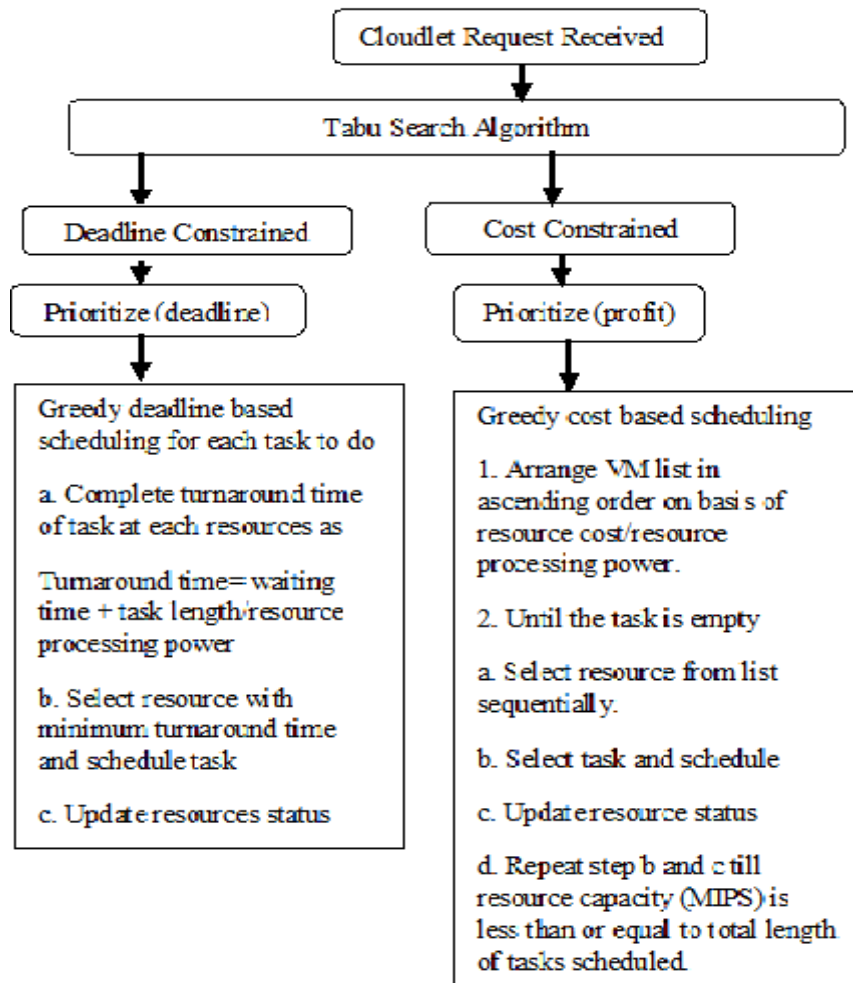 Cloudlet Request Received
Tabu Search Algorithm
Deadline Constrained
Cost Constrained
Prioritize (deadline)
Prioritize (profit)
Greedy deadline based
scheduling for each task to do
a. Complete turnaround time
of task at each resources as
Turnaround time= waiting
time + task length/resource
processing power
b. Select resource with
minimum turnaround time
and schedule task
c. Update resources status
Greedy cost based scheduling
1. Arrange VM list in
ascending order on basis of
resource cost/resource
processing power.
2. Until the task is empty
a. Select resource from list
sequentially.
b. Select task and schedule
c. Update resource status
d. Repeat step b and c till
resource capacity (MIPS) is
less than or equal to total length
of tasks scheduled.